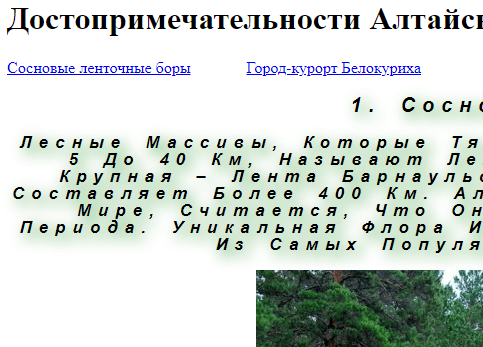 Достопримечательности Алтайск
Сосновые ленточные боры Город-курорт Белокуриха
1. Сосно
Лесные Массивы, Которые Тя
5 До 40 Км, Называют Ле
Крупная – Лента Барнауль
Составляет Более 400 Км. Ал
Мире, Считается, Что Он
Периода. Уникальная Флора И
Из Самых Популя